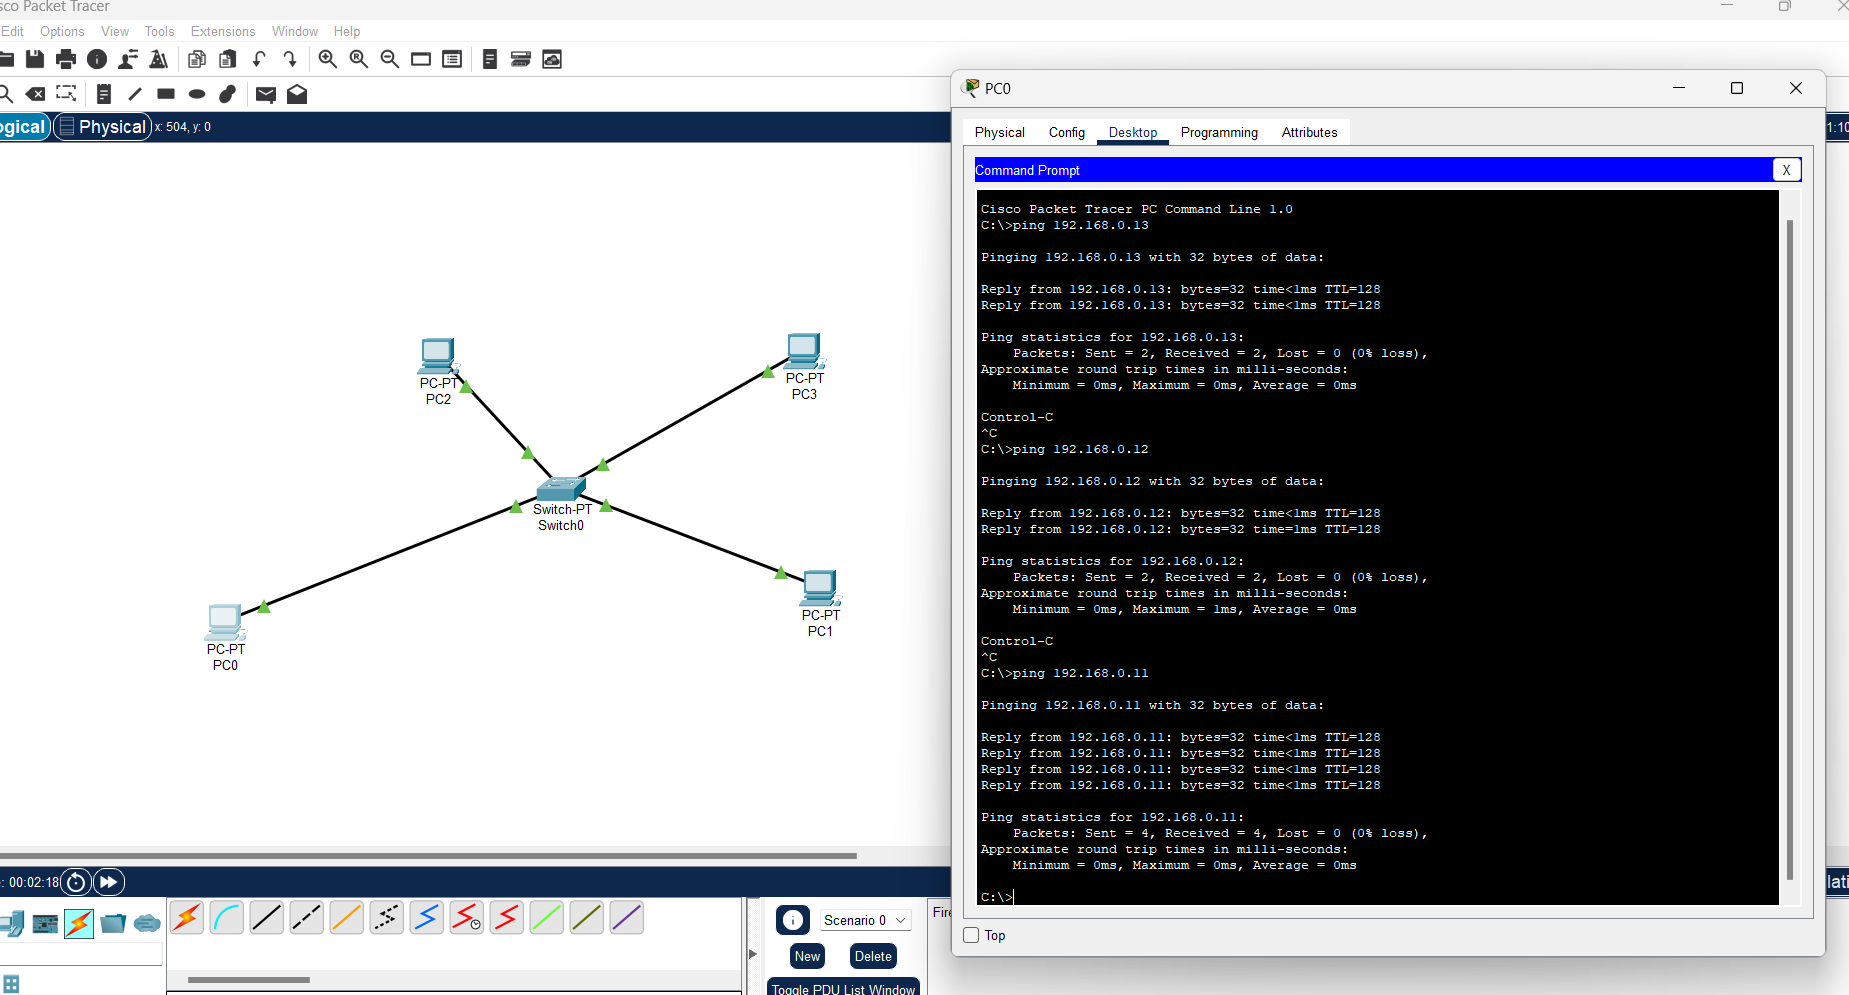 sco Packet Tracer
Edit Options View Tools Extensions Window Help
ogical Physical x: 504, y: 0
1:10
PC-PT
PC2
PC-PT
PC3
Switch-PT
Switch0
PC-PT
PC1
PC-PT
PC0
: 00:02:18
Scenario 0
New Delete
Toggle PDU List Window
Fire
lati
PC0
Physical Config Desktop Programming Attributes
Command Prompt X
Cisco Packet Tracer PC Command Line 1.0
C:\>ping 192.168.0.13
Pinging 192.168.0.13 with 32 bytes of data:
Reply from 192.168.0.13: bytes=32 time<1ms TTL=128
Reply from 192.168.0.13: bytes=32 time<1ms TTL=128
Ping statistics for 192.168.0.13:
Packets: Sent = 2, Received = 2, Lost = 0 (0% loss),
Approximate round trip times in milli-seconds:
Minimum = 0ms, Maximum = 0ms, Average = 0ms
Control-C
^C
C:\>ping 192.168.0.12
Pinging 192.168.0.12 with 32 bytes of data:
Reply from 192.168.0.12: bytes=32 time<1ms TTL=128
Reply from 192.168.0.12: bytes=32 time=1ms TTL=128
Ping statistics for 192.168.0.12:
Packets: Sent = 2, Received = 2, Lost = 0 (0% loss),
Approximate round trip times in milli-seconds:
Minimum = 0ms, Maximum = 1ms, Average = 0ms
Control-C
^C
C:\>ping 192.168.0.11
Pinging 192.168.0.11 with 32 bytes of data:
Reply from 192.168.0.11: bytes=32 time<1ms TTL=128
Reply from 192.168.0.11: bytes=32 time<1ms TTL=128
Reply from 192.168.0.11: bytes=32 time<1ms TTL=128
Reply from 192.168.0.11: bytes=32 time<1ms TTL=128
Ping statistics for 192.168.0.11:
Packets: Sent = 4, Received = 4, Lost = 0 (0% loss),
Approximate round trip times in milli-seconds:
Minimum = 0ms, Maximum = 0ms, Average = 0ms
C:\>
Top